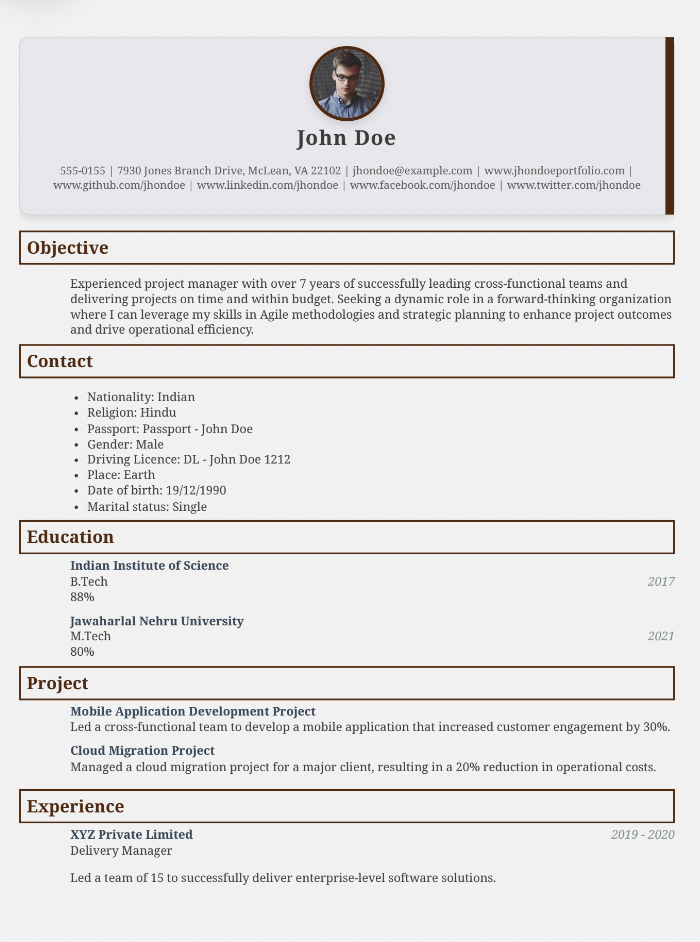 John Doe
555-0155 | 7930 Jones Branch Drive, McLean, VA 22102 | jhondoe@example.com | www.jhondoeportfolio.com |
www.github.com/jhondoe | www.linkedin.com/jhondoe | www.facebook.com/jhondoe | www.twitter.com/jhondoe
Objective
Experienced project manager with over 7 years of successfully leading cross-functional teams and
delivering projects on time and within budget. Seeking a dynamic role in a forward-thinking organization
where I can leverage my skills in Agile methodologies and strategic planning to enhance project outcomes
and drive operational efficiency.
Contact
• Nationality: Indian
• Religion: Hindu
• Passport: Passport - John Doe
• Gender: Male
• Driving Licence: DL - John Doe 1212
• Place: Earth
• Date of birth: 19/12/1990
• Marital status: Single
Education
Indian Institute of Science
B.Tech 2017
88%
Jawaharlal Nehru University
M.Tech 2021
80%
Project
Mobile Application Development Project
Led a cross-functional team to develop a mobile application that increased customer engagement by 30%.
Cloud Migration Project
Managed a cloud migration project for a major client, resulting in a 20% reduction in operational costs.
Experience
XYZ Private Limited 2019 - 2020
Delivery Manager
Led a team of 15 to successfully deliver enterprise-level software solutions.